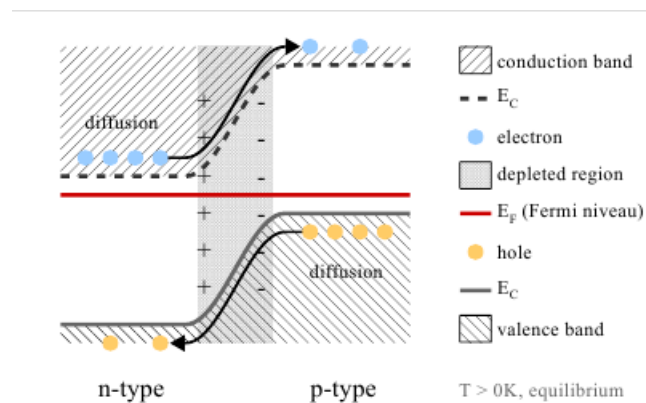 conduction band
E_C
diffusion
electron
depleted region
E_F (Fermi niveau)
hole
diffusion
E_C
valence band
n-type
p-type
T > 0K, equilibrium
+
+
+
+
+
+
-
-
-
-
-
-